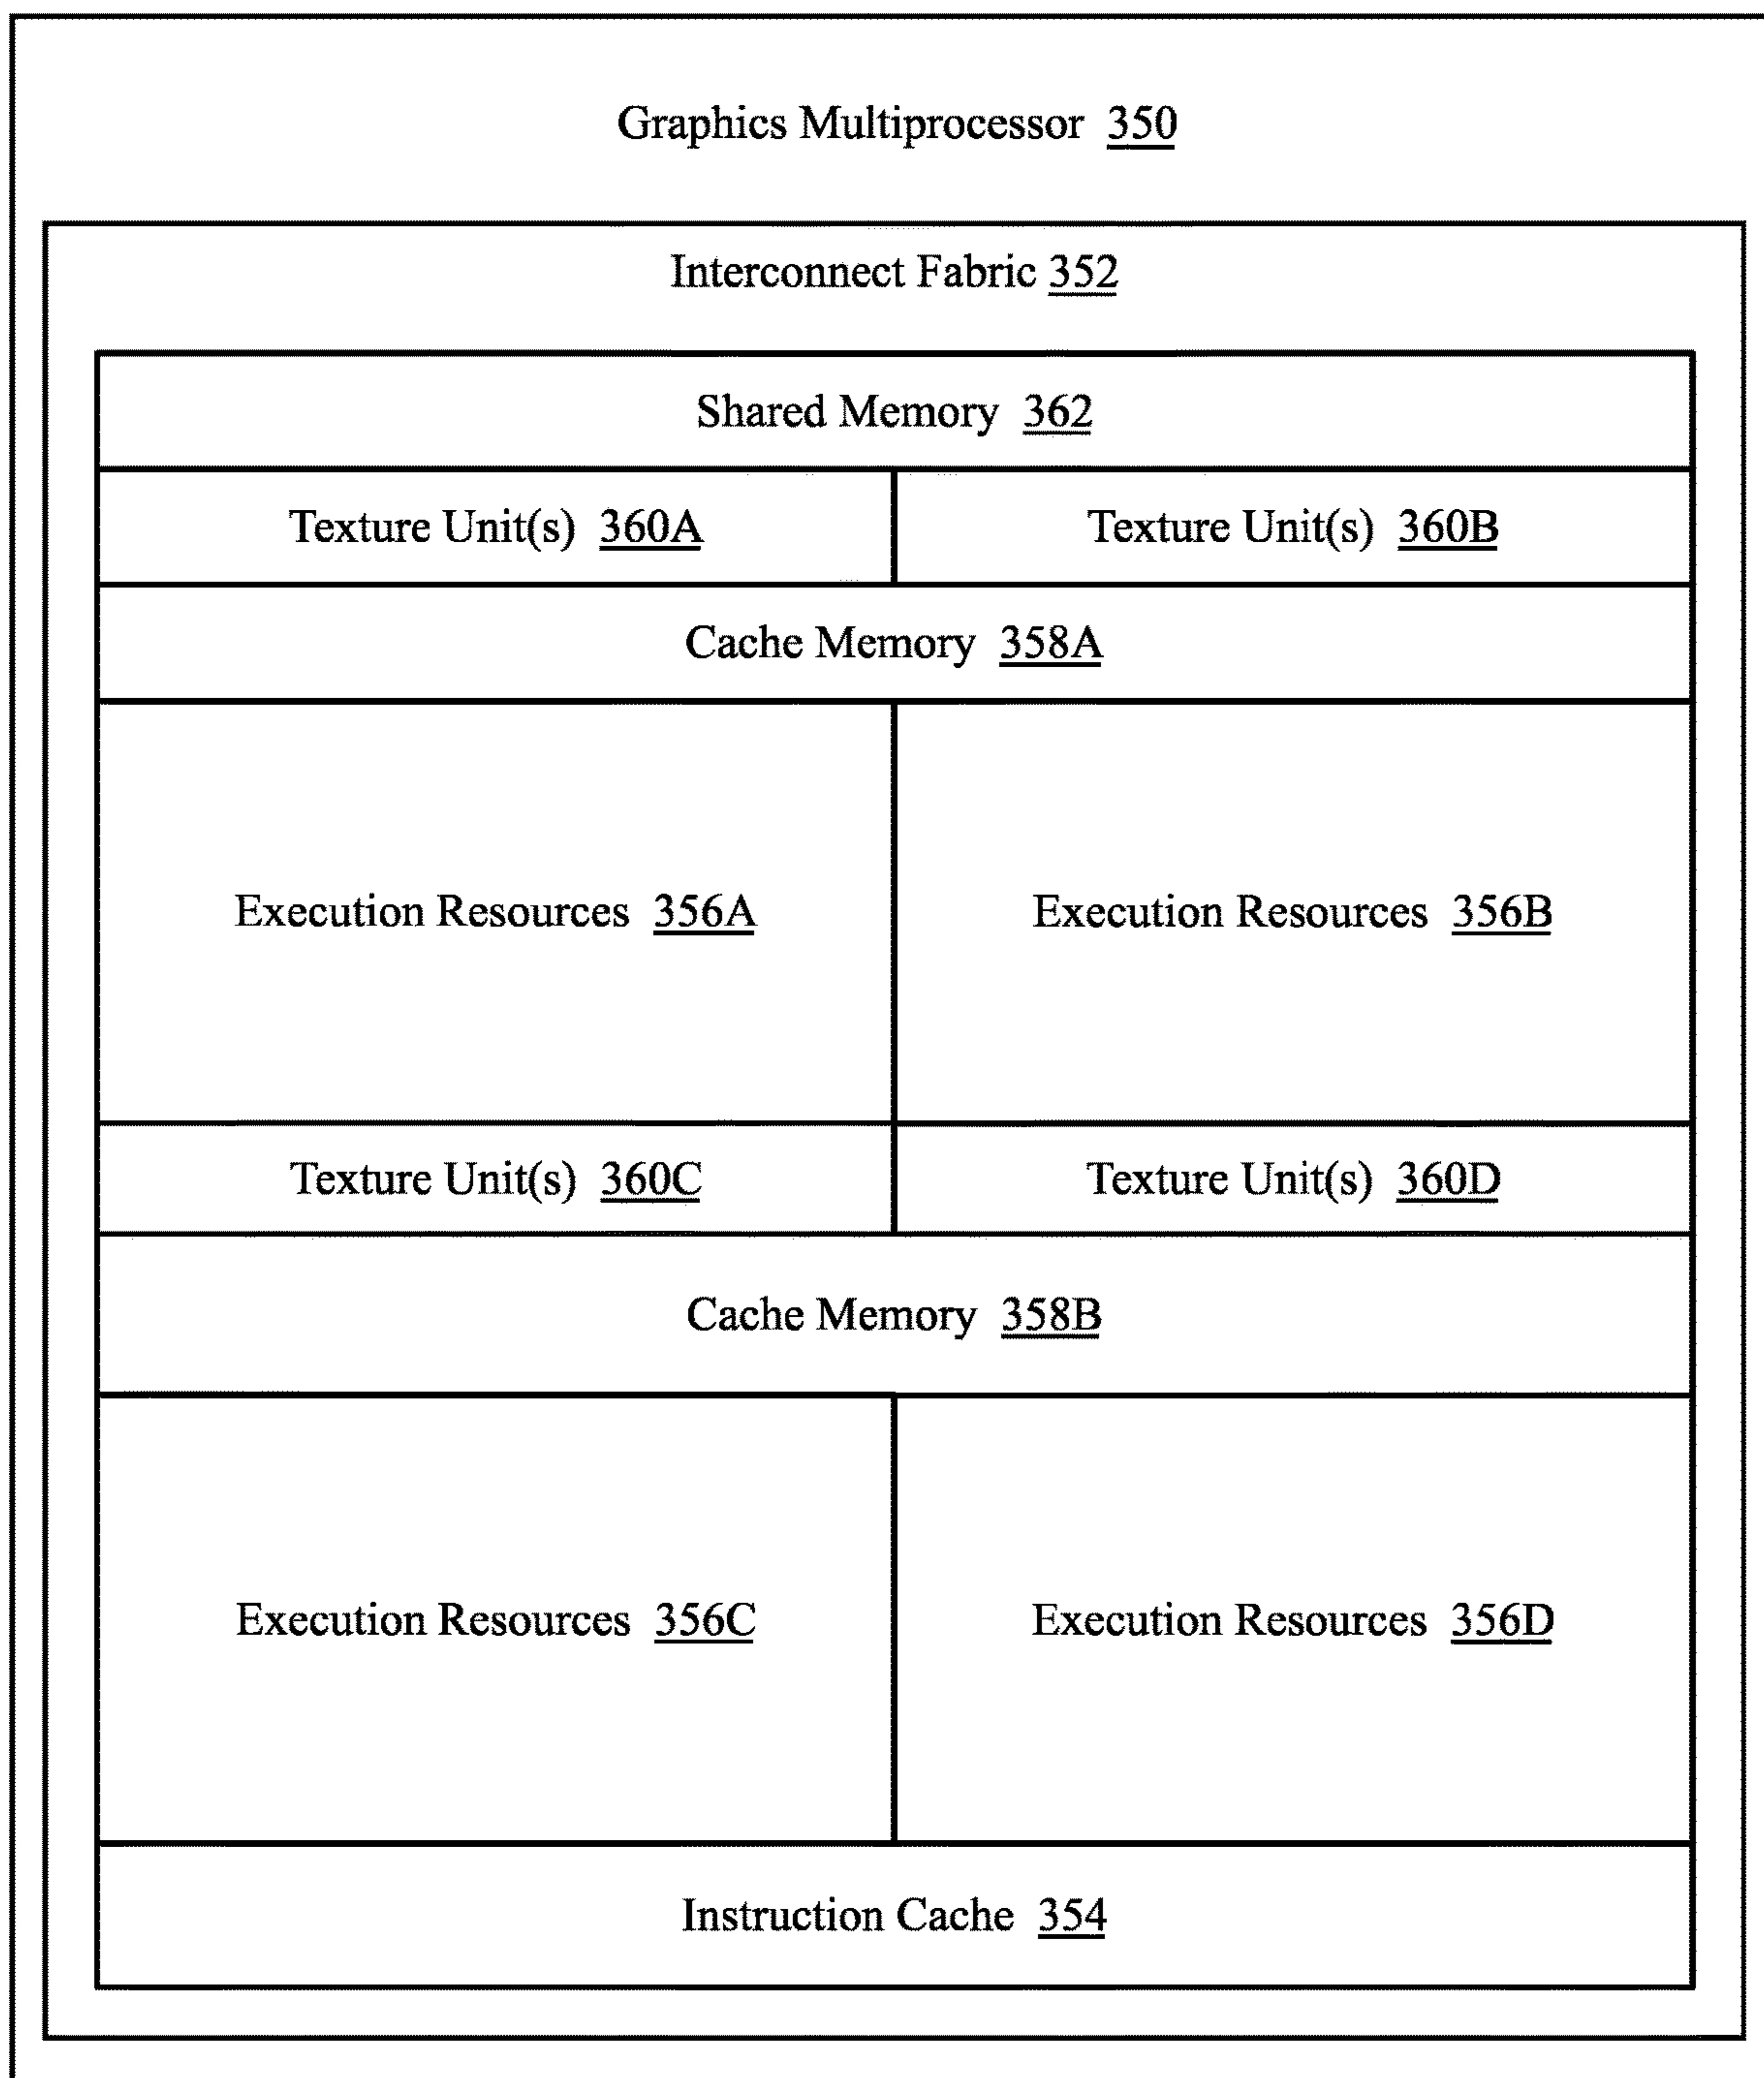 Graphics Multiprocessor 350
Interconnect Fabric 352
Shared Memory 362
Texture Unit(s) 360A
Texture Unit(s) 360B
Cache Memory 358A
Execution Resources 356A
Execution Resources 356B
Texture Unit(s) 360C
Texture Unit(s) 360D
Cache Memory 358B
Execution Resources 356C
Execution Resources 356D
Instruction Cache 354